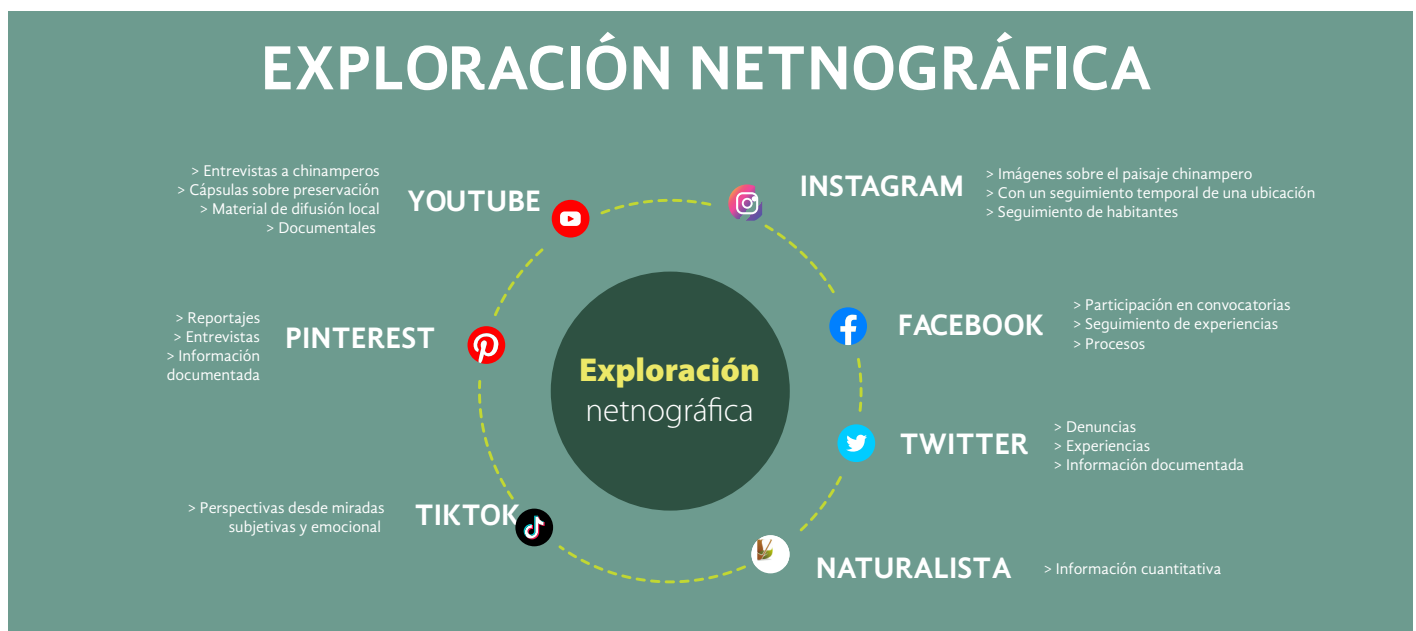 EXPLORACIÓN NETNOGRÁFICA
> Entrevistas a chinamperos
> Cápsulas sobre preservación
> Material de difusión local
> Documentales
YOUTUBE
INSTAGRAM
> Imágenes sobre el paisaje chinampero
> Con un seguimiento temporal de una ubicación
> Seguimiento de habitantes
> Reportajes
> Entrevistas
> Información
documentada
PINTEREST
FACEBOOK
> Participación en convocatorias
> Seguimiento de experiencias
> Procesos
Exploración
netnográfica
TWITTER
> Denuncias
> Experiencias
> Información documentada
> Perspectivas desde miradas
subjetivas y emocional
TIKTOK
NATURALISTA
> Información cuantitativa